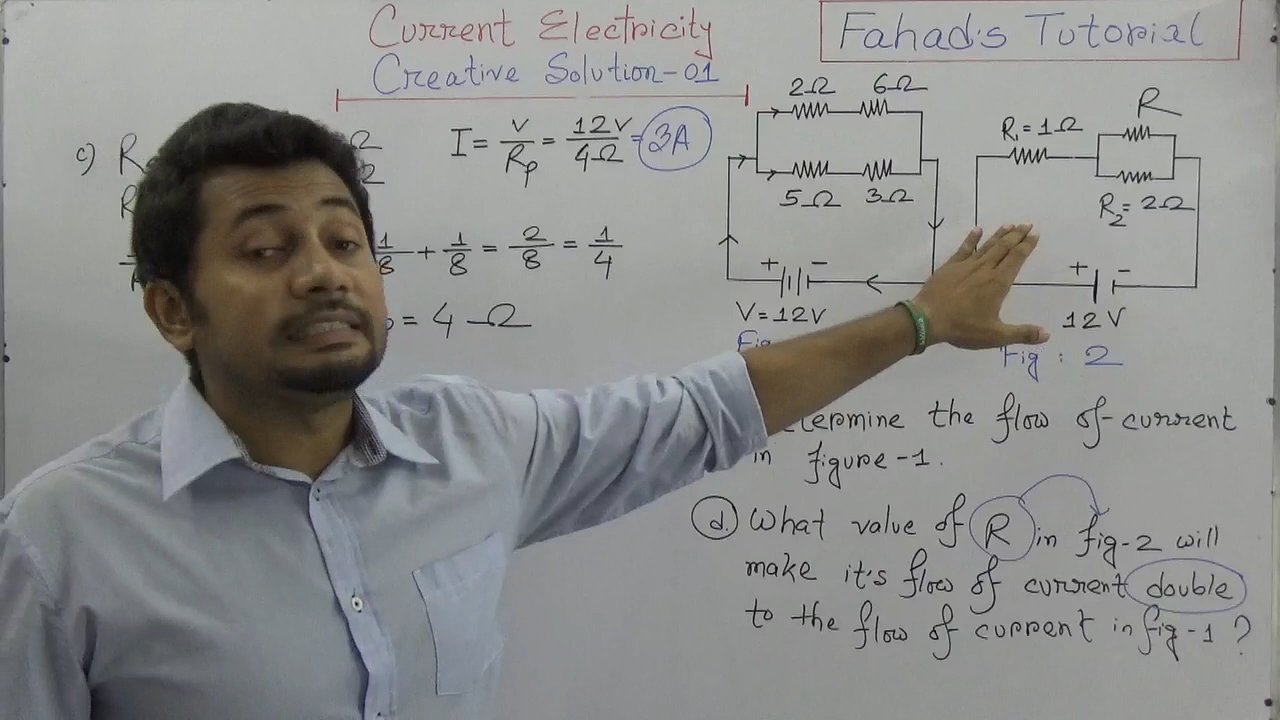 Current Electricity
Creative Solution-01
Fahad's Tutorial
c)
I = V/Rp = 12V/4Ω = 3A
1/8 + 1/8 = 2/8 = 1/4
= 4 Ω
2Ω 6Ω
5Ω 3Ω
+ -
V = 12V
R
R₁ = 1Ω
R₂ = 2Ω
+ -
12V
Fig : 2
the flow of current
in figure-1.
d. What value of R in fig-2 will
make it's flow of current double
to the flow of current in fig-1 ?